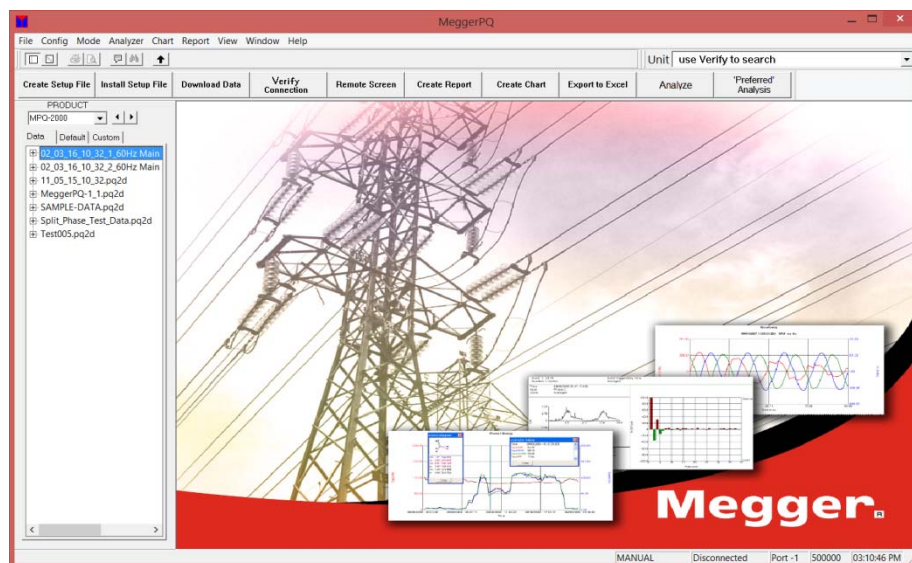 MeggerPQ
File Config Mode Analyzer Chart Report View Window Help
Unit use Verify to search
Create Setup File Install Setup File Download Data Verify Connection Remote Screen Create Report Create Chart Export to Excel Analyze 'Preferred' Analysis
PRODUCT
MPQ-2000
Data Default Custom
02_03_16_10_32_1_60Hz Main
02_03_16_10_32_2_60Hz Main
11_05_15_10_32.pq2d
MeggerPQ-1_1.pq2d
SAMPLE-DATA.pq2d
Split_Phase_Test_Data.pq2d
Test005.pq2d
Megger®
MANUAL Disconnected Port -1 500000 03:10:46 PM